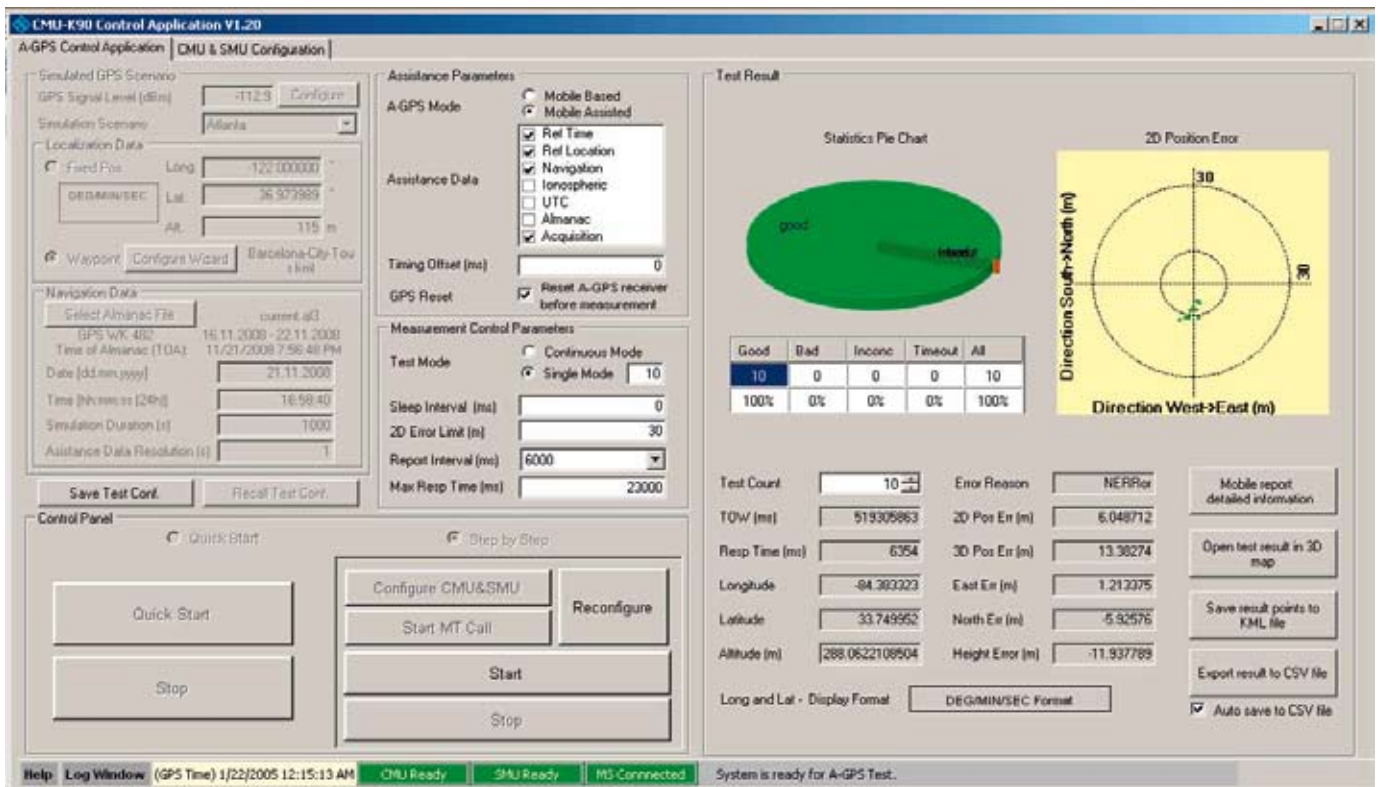 CMU-K90 Control Application V1.20
A-GPS Control Application
CMU & SMU Configuration
Simulated GPS Scenario
GPS Signal Level (dBm) -112.9 Configure
Simulation Scenario Atlanta
Localization Data
Fixed Pos. Long -122.000000 °
DEG/MIN/SEC Lat. 36.973989 °
Alt. 115 m
Waypoint Configure Wizard Barcelona-City-Tou
r.kml
Navigation Data
Select Almanac File current.al3
GPS WK 482 16.11.2008 - 22.11.2008
Time of Almanac (TOA): 11/21/2008 7:56:48 PM
Date [dd.mm.yyyy] 21.11.2008
Time [hh:mm:ss (24h)] 16:58:40
Simulation Duration (s) 1000
Assistance Data Resolution (s) 1
Save Test Conf. Recall Test Conf.
Assistance Parameters
A-GPS Mode
Mobile Based
Mobile Assisted
Assistance Data
Ref Time
Ref Location
Navigation
Ionospheric
UTC
Almanac
Acquisition
Timing Offset (ms) 0
GPS Reset Reset A-GPS receiver
before measurement
Measurement Control Parameters
Test Mode
Continuous Mode
Single Mode 10
Sleep Interval (ms) 0
2D Error Limit (m) 30
Report Interval (ms) 6000
Max Resp Time (ms) 23000
Control Panel
Quick Start Step by Step
Quick Start
Stop
Configure CMU&SMU
Start MT Call
Reconfigure
Start
Stop
Test Result
Statistics Pie Chart
good
2D Position Error
30
30
Direction South->North (m)
Direction West->East (m)
Good Bad Inconc Timeout All
10 0 0 0 10
100% 0% 0% 0% 100%
Test Count 10 Error Reason NERRor
TOW (ms) 519305863 2D Pos Err (m) 6.048712
Resp Time (ms) 6354 3D Pos Err (m) 13.38274
Longitude -84.383323 East Err (m) 1.213375
Latitude 33.749952 North Err (m) -5.92576
Altitude (m) 288.0622108504 Height Error (m) -11.937789
Long and Lat - Display Format DEG/MIN/SEC Format
Mobile report
detailed information
Open test result in 3D
map
Save result points to
KML file
Export result to CSV file
Auto save to CSV file
Help Log Window (GPS Time) 1/22/2005 12:15:13 AM CMU Ready SMU Ready MS-Connnected System is ready for A-GPS Test.